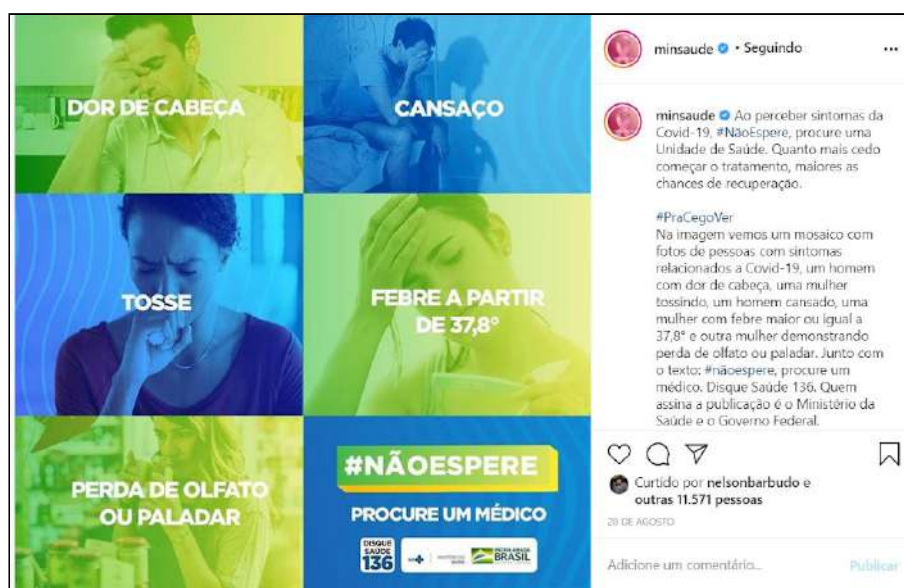 DOR DE CABEÇA
CANSAÇO
TOSSE
FEBRE A PARTIR
DE 37,8°
PERDA DE OLFATO
OU PALADAR
#NÃOESPERE
PROCURE UM MÉDICO
DISQUE
SAÚDE
136
SUS
PÁTRIA AMADA
BRASIL
minsaude • Seguindo
minsaude Ao perceber sintomas da
Covid-19, #NãoEspere, procure uma
Unidade de Saúde. Quanto mais cedo
começar o tratamento, maiores as
chances de recuperação.
#PraCegoVer
Na imagem vemos um mosaico com
fotos de pessoas com sintomas
relacionados a Covid-19, um homem
com dor de cabeça, uma mulher
tossindo, um homem cansado, uma
mulher com febre maior ou igual a
37,8° e outra mulher demonstrando
perda de olfato ou paladar. Junto com
o texto: #nãoespere, procure um
médico. Disque Saúde 136. Quem
assina a publicação é o Ministério da
Saúde e o Governo Federal.
Curtido por nelsonbarbudo e
outras 11.571 pessoas
28 DE AGOSTO
Adicione um comentário...
Publicar